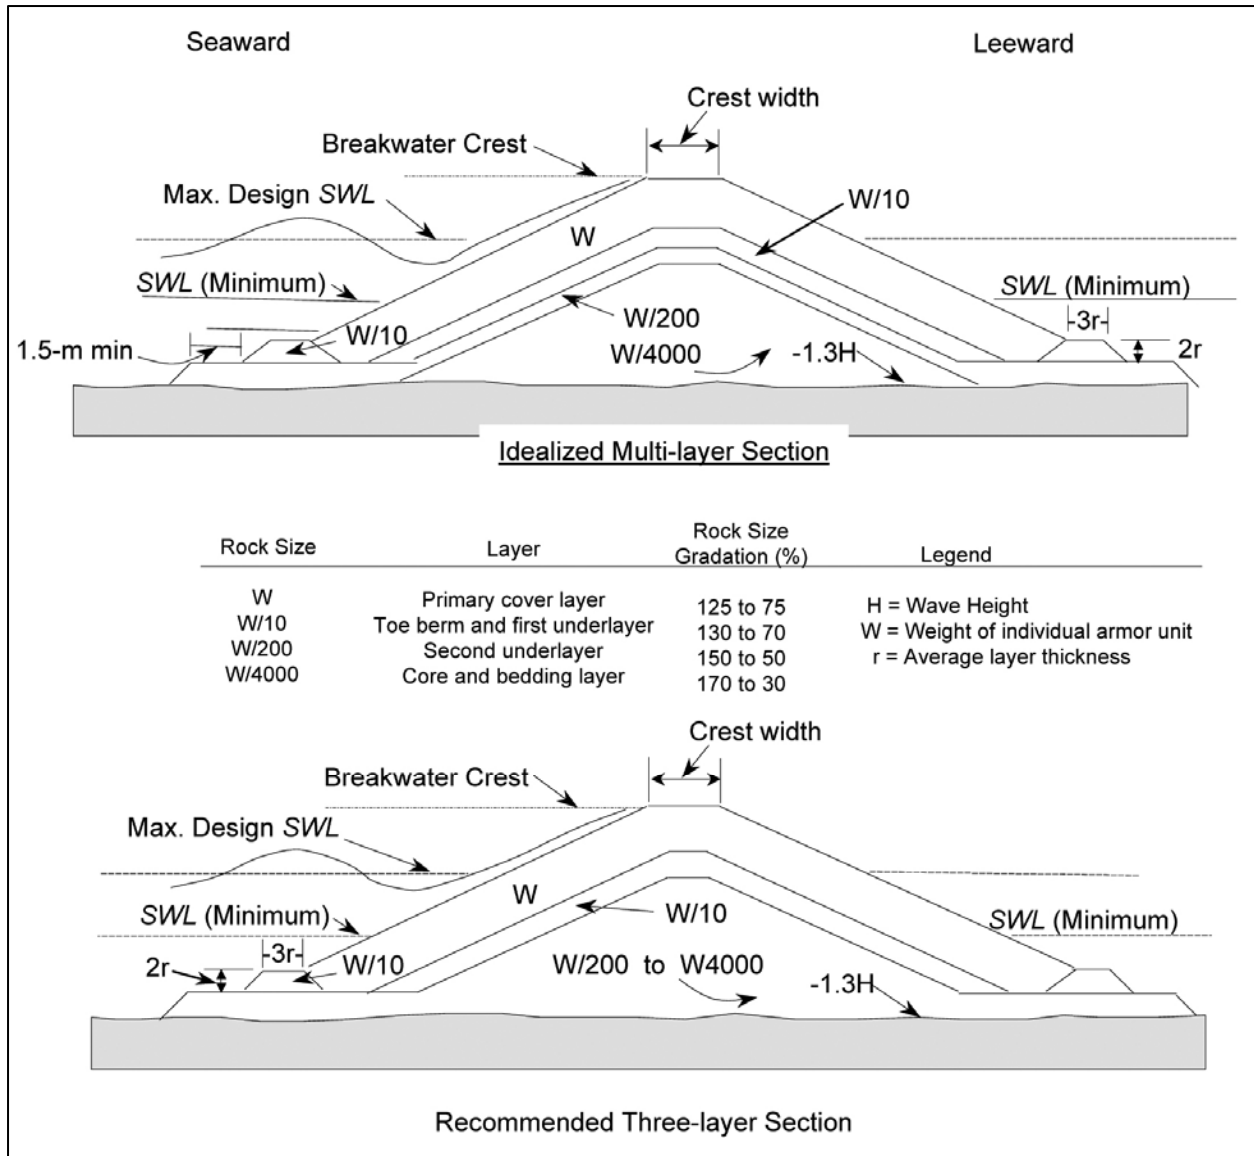 Seaward
Leeward
Crest width
Breakwater Crest
Max. Design SWL
W/10
W
SWL (Minimum)
SWL (Minimum)
-3r-
W/10
W/200
1.5-m min
W/4000
-1.3H
2r
Idealized Multi-layer Section
Rock Size Layer Rock Size Gradation (%) Legend
W Primary cover layer 125 to 75 H = Wave Height
W/10 Toe berm and first underlayer 130 to 70 W = Weight of individual armor unit
W/200 Second underlayer 150 to 50 r = Average layer thickness
W/4000 Core and bedding layer 170 to 30
Crest width
Breakwater Crest
Max. Design SWL
W
SWL (Minimum)
W/10
SWL (Minimum)
-3r-
2r
W/10
W/200 to W4000
-1.3H
Recommended Three-layer Section